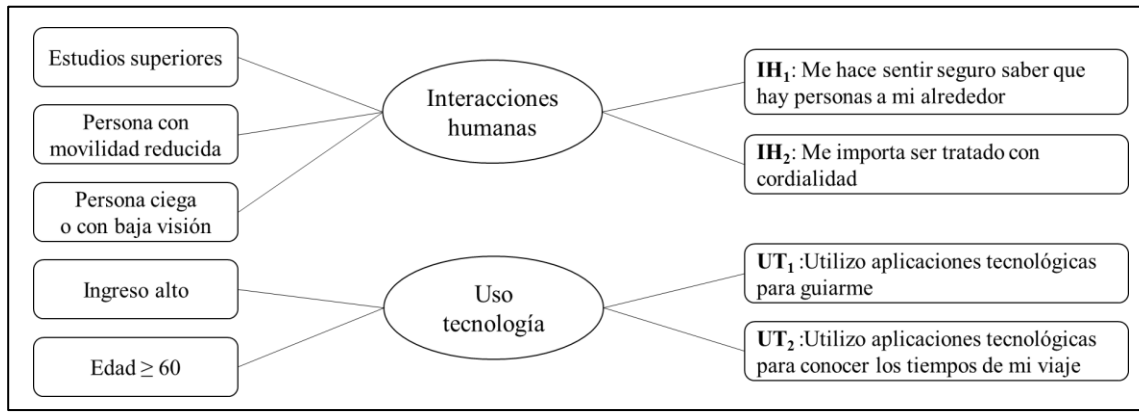 Estudios superiores
Persona con
movilidad reducida
Persona ciega
o con baja visión
Ingreso alto
Edad ≥ 60
Interacciones
humanas
Uso
tecnología
IH₁: Me hace sentir seguro saber que
hay personas a mi alrededor
IH₂: Me importa ser tratado con
cordialidad
UT₁ :Utilizo aplicaciones tecnológicas
para guiarme
UT₂ :Utilizo aplicaciones tecnológicas
para conocer los tiempos de mi viaje